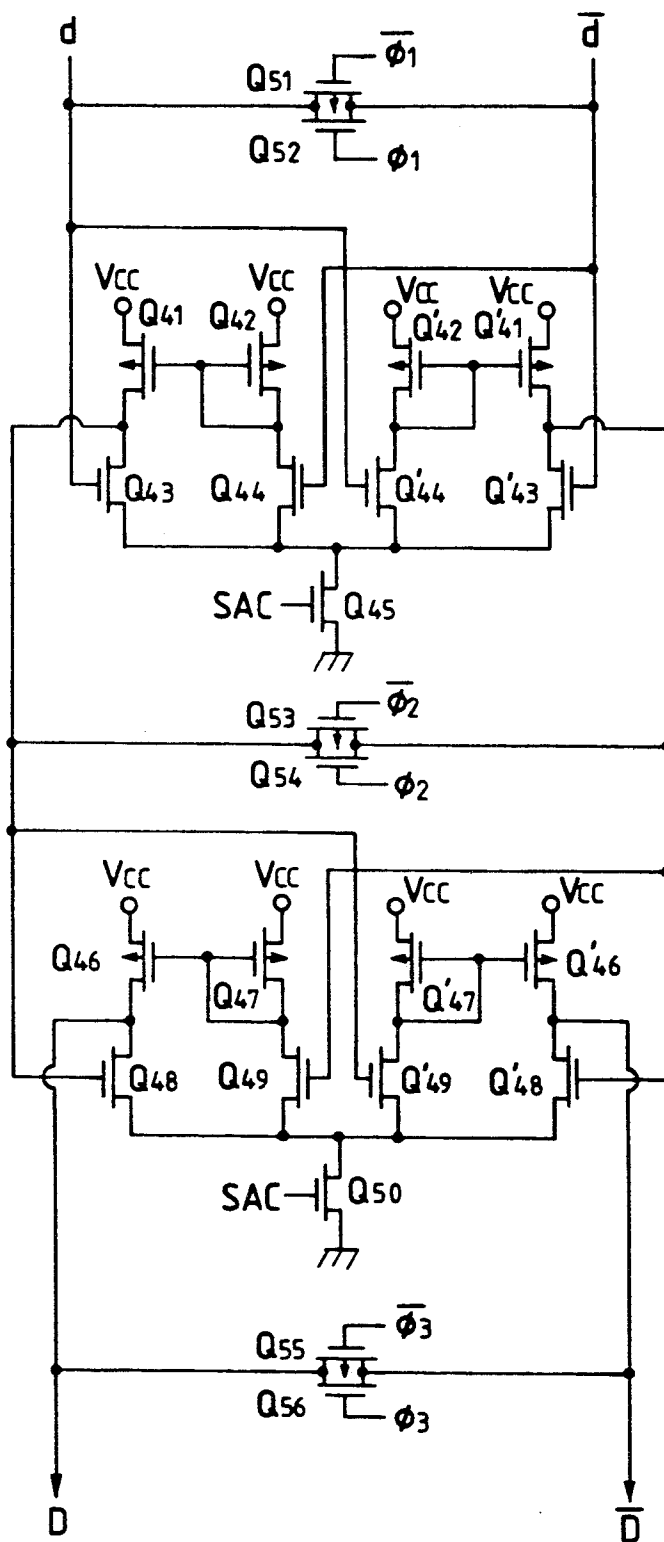 d d̅
Q51 ϕ̅1
Q52 ϕ1
VCC VCC VCC VCC
Q41 Q42 Q'42 Q'41
Q43 Q44 Q'44 Q'43
SAC Q45
Q53 ϕ̅2
Q54 ϕ2
VCC VCC VCC VCC
Q46 Q47 Q'47 Q'46
Q48 Q49 Q'49 Q'48
SAC Q50
Q55 ϕ̅3
Q56 ϕ3
D D̅